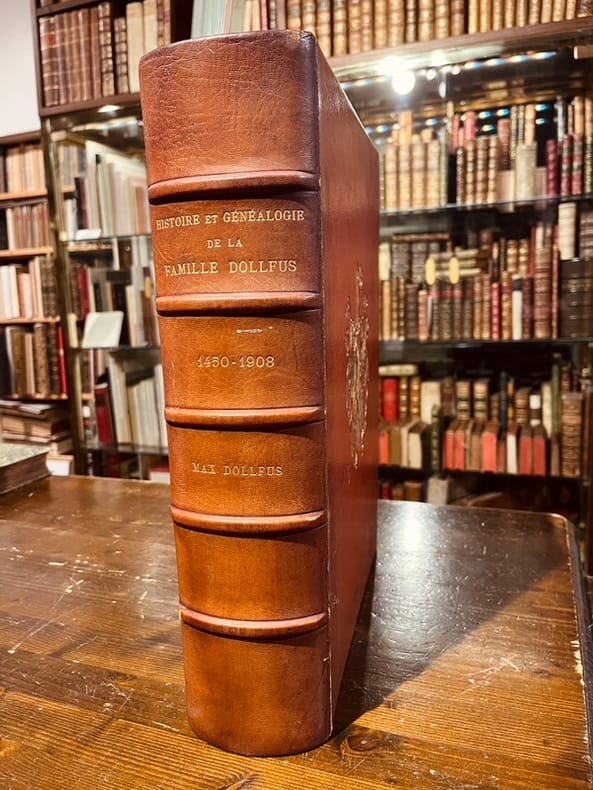 HISTOIRE ET GÉNÉALOGIE
DE LA
FAMILLE DOLLFUS
1450-1908
MAX DOLLFUS